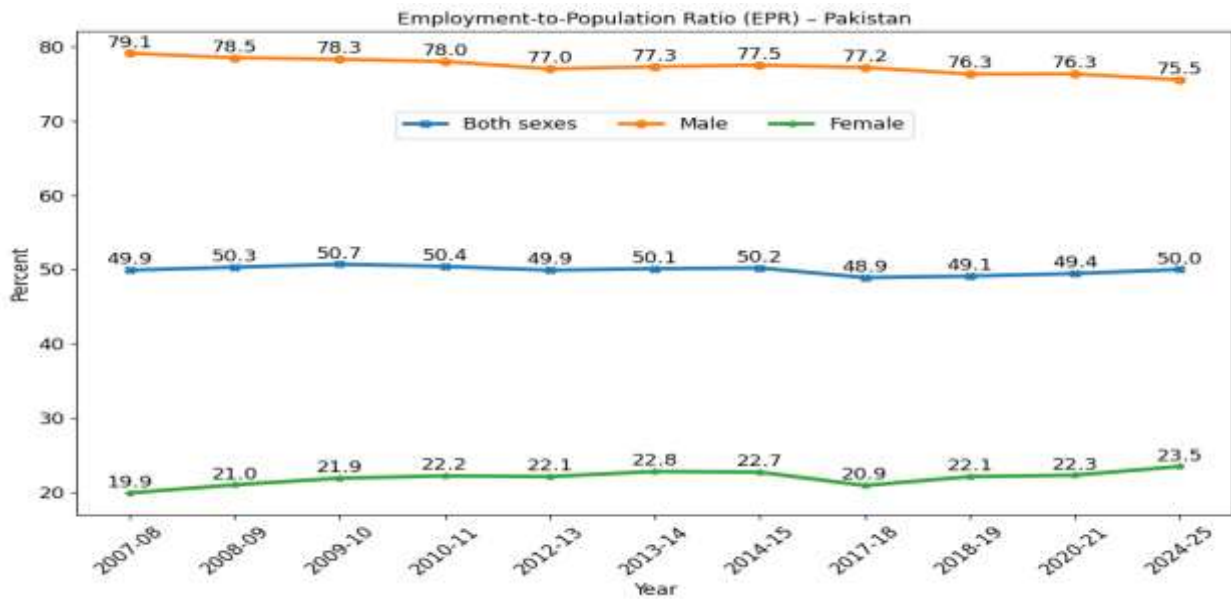 Employment-to-Population Ratio (EPR) – Pakistan
80
70
60
50
40
30
20
Percent
79.1 78.5 78.3 78.0 77.0 77.3 77.5 77.2 76.3 76.3 75.5
Both sexes Male Female
49.9 50.3 50.7 50.4 49.9 50.1 50.2 48.9 49.1 49.4 50.0
19.9 21.0 21.9 22.2 22.1 22.8 22.7 20.9 22.1 22.3 23.5
2007-08 2008-09 2009-10 2010-11 2012-13 2013-14 2014-15 2017-18 2018-19 2020-21 2024-25
Year